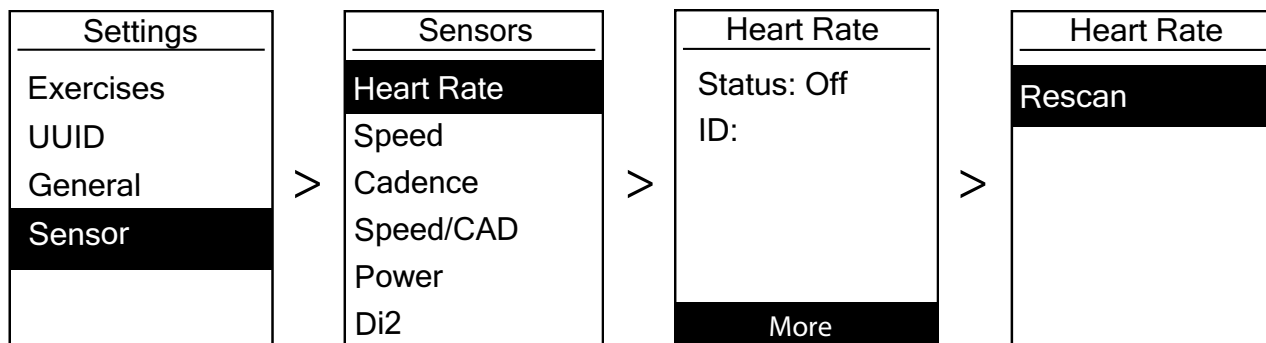 Settings
Exercises
UUID
General
Sensor
>
Sensors
Heart Rate
Speed
Cadence
Speed/CAD
Power
Di2
>
Heart Rate
Status: Off
ID:
More
>
Heart Rate
Rescan